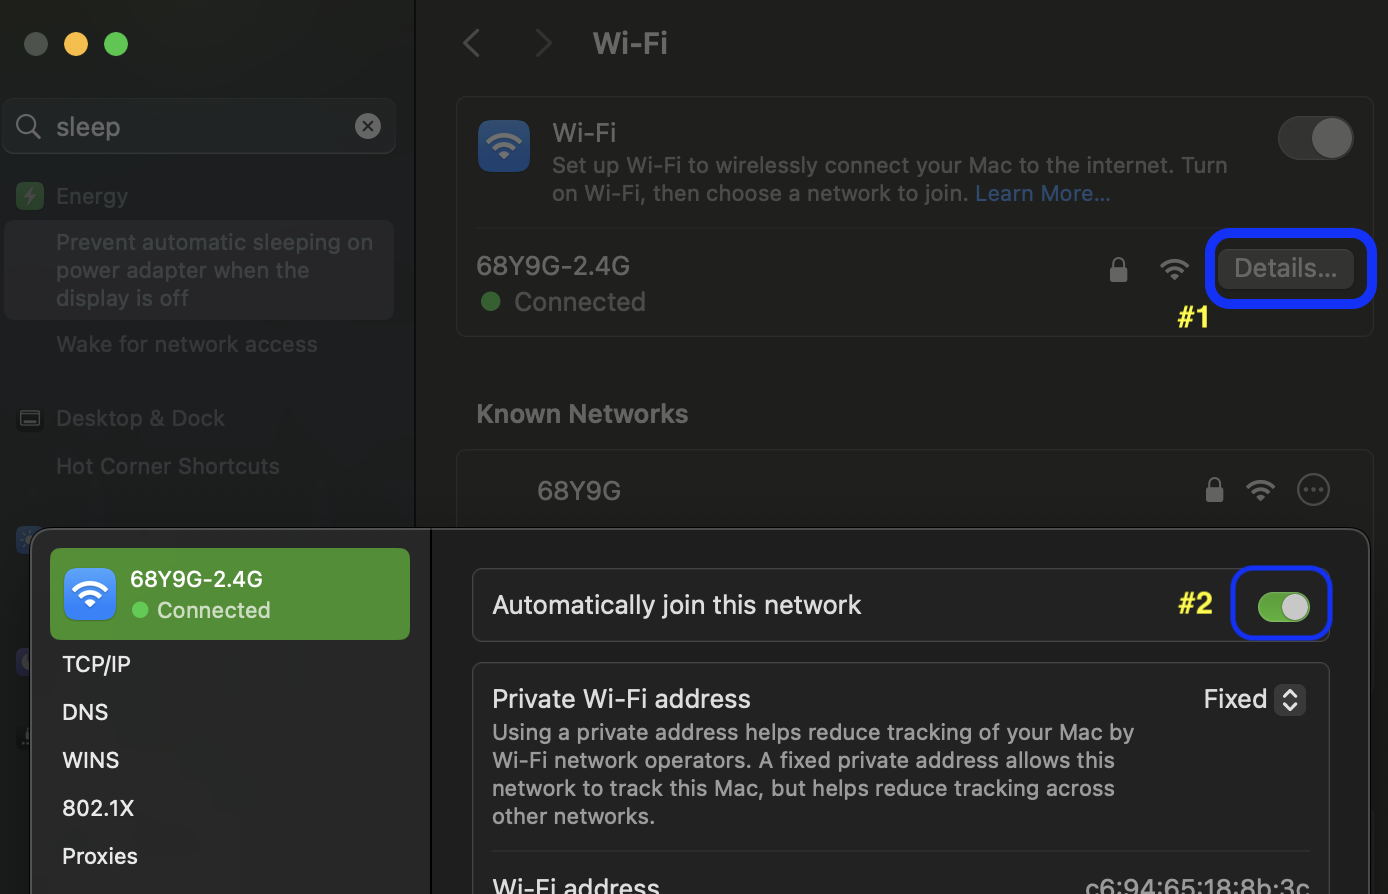 Wi-Fi
sleep
Energy
Prevent automatic sleeping on
power adapter when the
display is off
Wake for network access
Desktop & Dock
Hot Corner Shortcuts
Wi-Fi
Set up Wi-Fi to wirelessly connect your Mac to the internet. Turn
on Wi-Fi, then choose a network to join. Learn More...
68Y9G-2.4G
Details...
Connected
#1
Known Networks
68Y9G
68Y9G-2.4G
Connected
TCP/IP
DNS
WINS
802.1X
Proxies
Automatically join this network
#2
Private Wi-Fi address
Fixed
Using a private address helps reduce tracking of your Mac by
Wi-Fi network operators. A fixed private address allows this
network to track this Mac, but helps reduce tracking across
other networks.
Wi-Fi address
c6:94:65:18:8b:3c